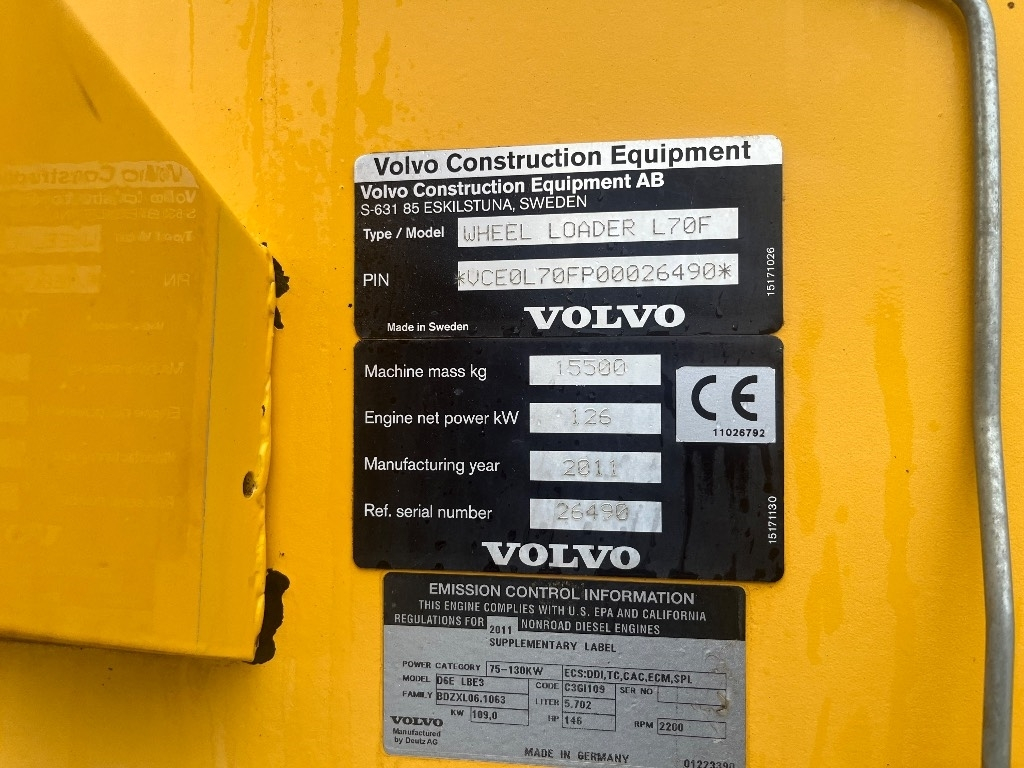 Volvo Construction Equipment
Volvo Construction Equipment AB
S-631 85 ESKILSTUNA, SWEDEN
Type / Model WHEEL LOADER L70F
PIN *VCE0L70FP00026490*
15171026
Made in Sweden VOLVO
Machine mass kg 15500
Engine net power kW 126
CE
11026792
Manufacturing year 2011
Ref. serial number 26490
15171130
VOLVO
EMISSION CONTROL INFORMATION
THIS ENGINE COMPLIES WITH U.S. EPA AND CALIFORNIA
REGULATIONS FOR 2011 NONROAD DIESEL ENGINES
SUPPLEMENTARY LABEL
POWER CATEGORY 75-130KW ECS:DDI,TC,CAC,ECM,SPL
MODEL D6E LBE3 CODE C3GI109 SER NO
FAMILY BDZXL06.1063 LITER 5.702
KW 109,0 HP 146 RPM 2200
VOLVO
Manufactured
by Deutz AG
MADE IN GERMANY 01223390